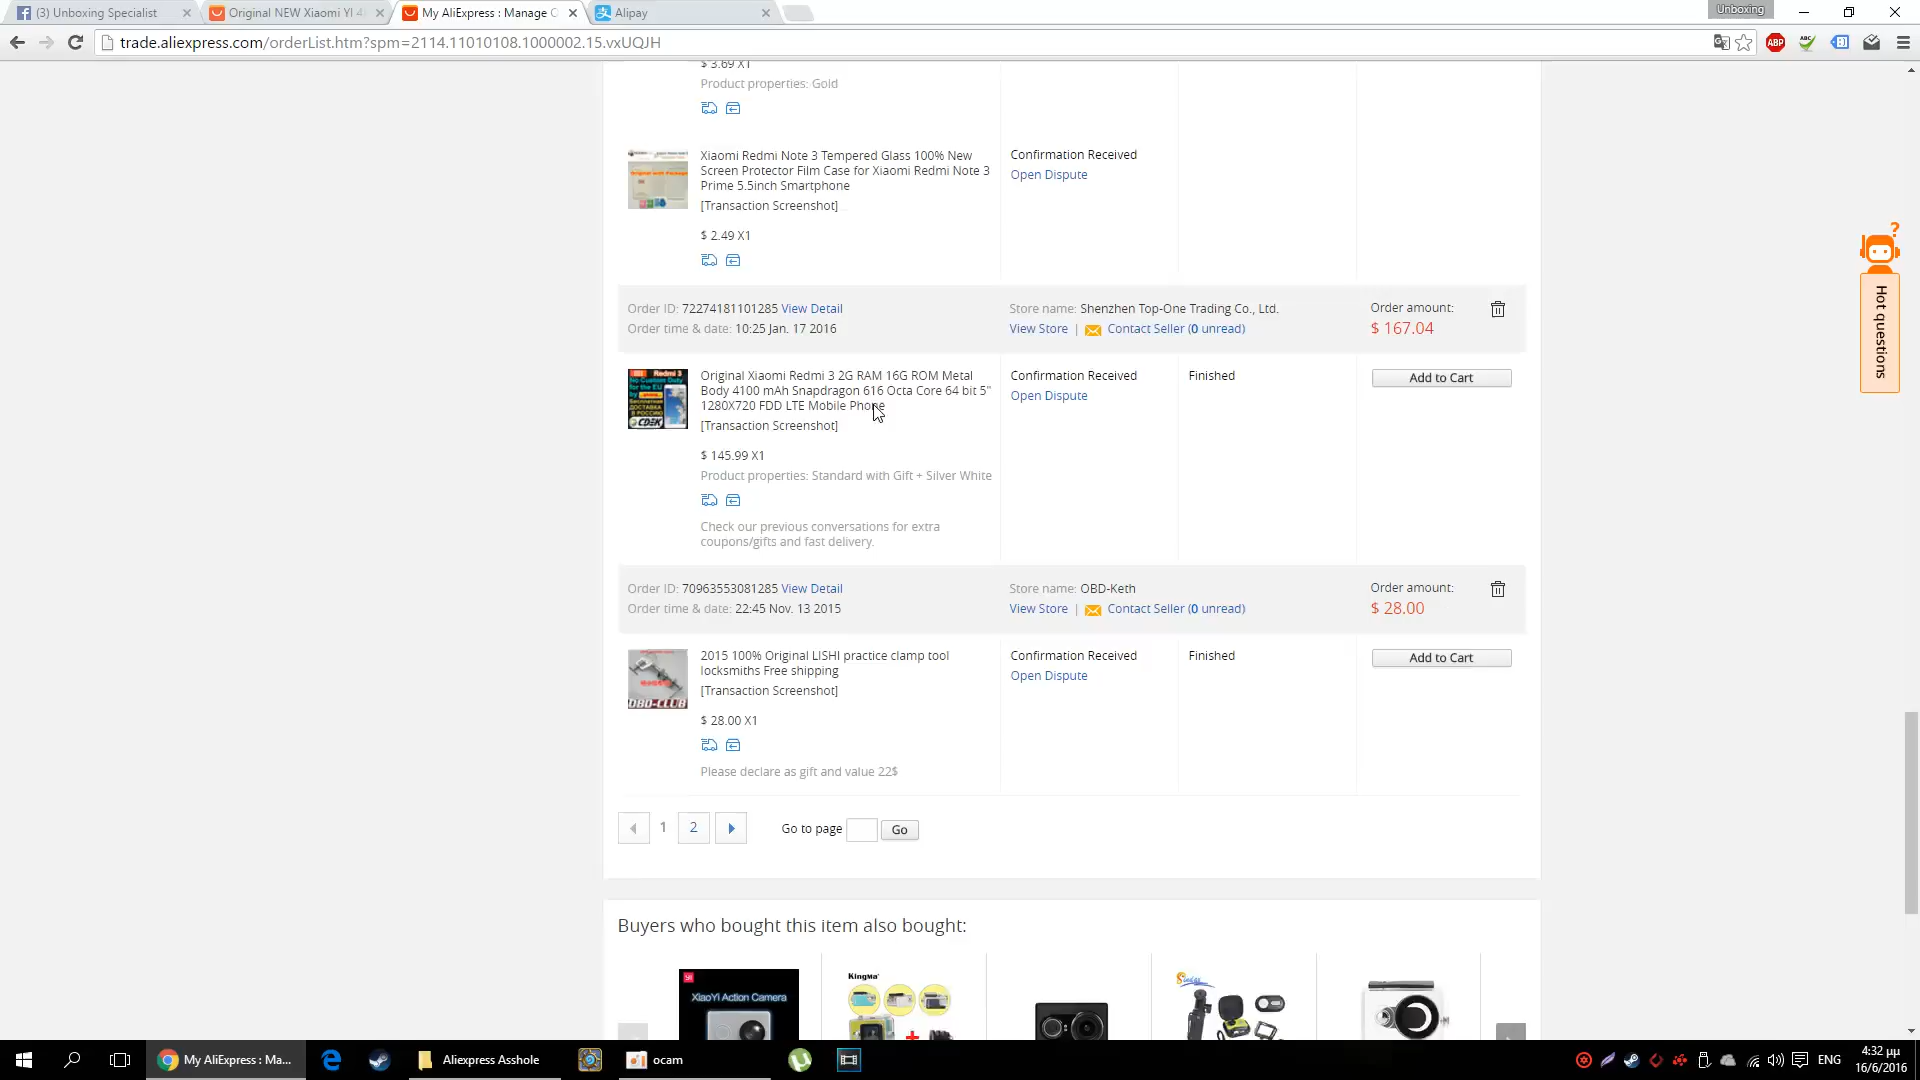 (3) Unboxing Specialist
Original NEW Xiaomi YI 4
My AliExpress : Manage O
Alipay
Unboxing
trade.aliexpress.com/orderList.htm?spm=2114.11010108.1000002.15.vxUQJH
ABP
$ 3.69 X1
Product properties: Gold
Xiaomi Redmi Note 3 Tempered Glass 100% New
Screen Protector Film Case for Xiaomi Redmi Note 3
Prime 5.5inch Smartphone
[Transaction Screenshot]
$ 2.49 X1
Confirmation Received
Open Dispute
Hot questions
Order ID: 72274181101285 View Detail
Order time & date: 10:25 Jan. 17 2016
Store name: Shenzhen Top-One Trading Co., Ltd.
View Store | Contact Seller (0 unread)
Order amount:
$ 167.04
Original Xiaomi Redmi 3 2G RAM 16G ROM Metal
Body 4100 mAh Snapdragon 616 Octa Core 64 bit 5"
1280X720 FDD LTE Mobile Phone
[Transaction Screenshot]
$ 145.99 X1
Product properties: Standard with Gift + Silver White
Check our previous conversations for extra
coupons/gifts and fast delivery.
Confirmation Received
Open Dispute
Finished
Add to Cart
Order ID: 70963553081285 View Detail
Order time & date: 22:45 Nov. 13 2015
Store name: OBD-Keth
View Store | Contact Seller (0 unread)
Order amount:
$ 28.00
2015 100% Original LISHI practice clamp tool
locksmiths Free shipping
[Transaction Screenshot]
$ 28.00 X1
Please declare as gift and value 22$
Confirmation Received
Open Dispute
Finished
Add to Cart
1
2
Go to page
Go
Buyers who bought this item also bought:
XiaoYi Action Camera
KingMa
My AliExpress : Ma...
Aliexpress Asshole
ocam
ENG
4:32 μμ
16/6/2016